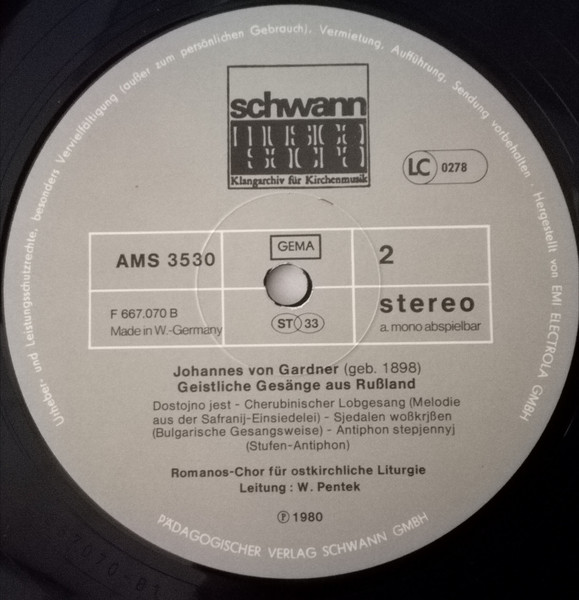 Urheber- und Leistungsschutzrechte, besonders Vervielfältigung (außer zum persönlichen Gebrauch), Vermietung, Aufführung, Sendung vorbehalten · Hergestellt von EMI ELECTROLA GMBH
schwann
MUSICA
SACRA
Klangarchiv für Kirchenmusik
LC 0278
AMS 3530
GEMA
2
F 667.070 B
Made in W.-Germany
ST 33
stereo
a. mono abspielbar
Johannes von Gardner (geb. 1898)
Geistliche Gesänge aus Rußland
Dostojno jest - Cherubinischer Lobgesang (Melodie
aus der Safranij-Einsiedelei) - Sjedalen woßkrjßen
(Bulgarische Gesangsweise) - Antiphon stepjennyj
(Stufen-Antiphon)
Romanos-Chor für ostkirchliche Liturgie
Leitung : W. Pentek
Ⓟ 1980
PÄDAGOGISCHER VERLAG SCHWANN GMBH